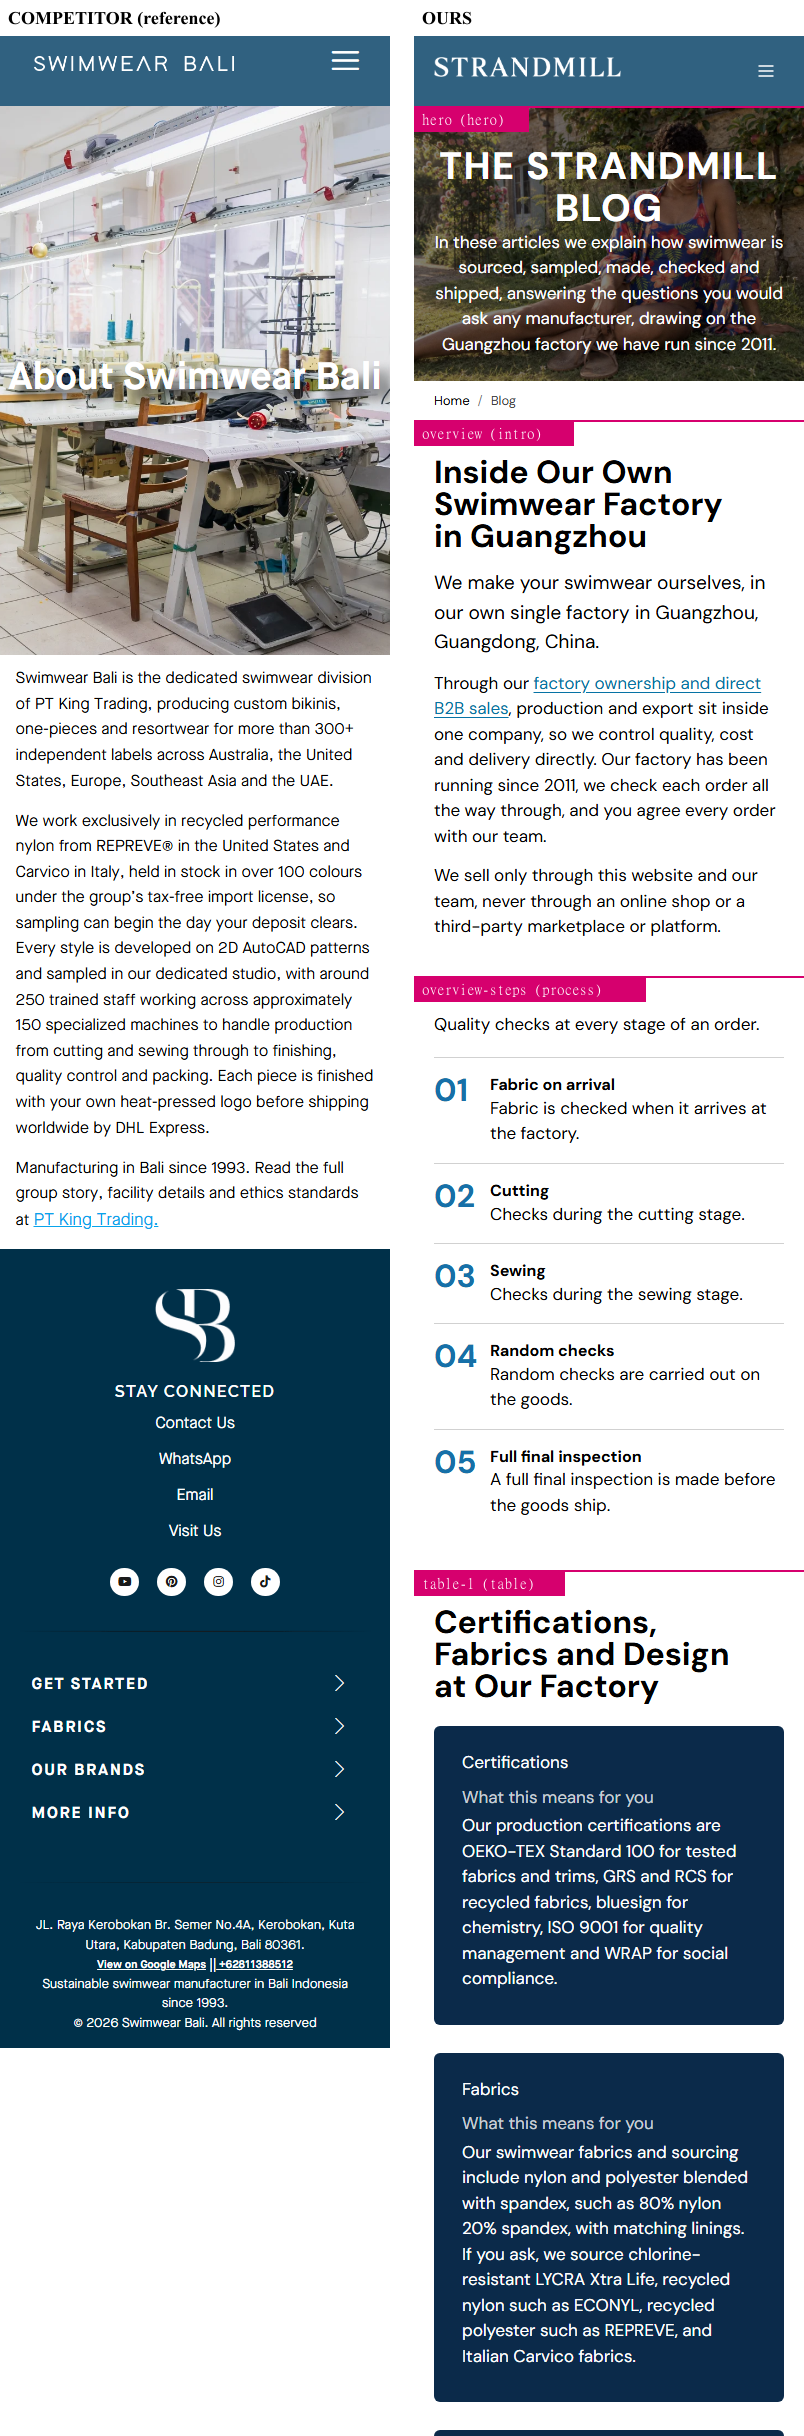 COMPETITOR (reference)
SWIMWEAR BALI
About Swimwear Bali
Swimwear Bali is the dedicated swimwear division
of PT King Trading, producing custom bikinis,
one-pieces and resortwear for more than 300+
independent labels across Australia, the United
States, Europe, Southeast Asia and the UAE.
We work exclusively in recycled performance
nylon from REPREVE® in the United States and
Carvico in Italy, held in stock in over 100 colours
under the group's tax-free import license, so
sampling can begin the day your deposit clears.
Every style is developed on 2D AutoCAD patterns
and sampled in our dedicated studio, with around
250 trained staff working across approximately
150 specialized machines to handle production
from cutting and sewing through to finishing,
quality control and packing. Each piece is finished
with your own heat-pressed logo before shipping
worldwide by DHL Express.
Manufacturing in Bali since 1993. Read the full
group story, facility details and ethics standards
at PT King Trading.
SB
STAY CONNECTED
Contact Us
WhatsApp
Email
Visit Us
GET STARTED
FABRICS
OUR BRANDS
MORE INFO
JL. Raya Kerobokan Br. Semer No.4A, Kerobokan, Kuta
Utara, Kabupaten Badung, Bali 80361.
View on Google Maps || +62811388512
Sustainable swimwear manufacturer in Bali Indonesia
since 1993.
© 2026 Swimwear Bali. All rights reserved
OURS
STRANDMILL
hero (hero)
THE STRANDMILL
BLOG
In these articles we explain how swimwear is
sourced, sampled, made, checked and
shipped, answering the questions you would
ask any manufacturer, drawing on the
Guangzhou factory we have run since 2011.
Home / Blog
overview (intro)
Inside Our Own
Swimwear Factory
in Guangzhou
We make your swimwear ourselves, in
our own single factory in Guangzhou,
Guangdong, China.
Through our factory ownership and direct
B2B sales, production and export sit inside
one company, so we control quality, cost
and delivery directly. Our factory has been
running since 2011, we check each order all
the way through, and you agree every order
with our team.
We sell only through this website and our
team, never through an online shop or a
third-party marketplace or platform.
overview-steps (process)
Quality checks at every stage of an order.
01 Fabric on arrival
Fabric is checked when it arrives at
the factory.
02 Cutting
Checks during the cutting stage.
03 Sewing
Checks during the sewing stage.
04 Random checks
Random checks are carried out on
the goods.
05 Full final inspection
A full final inspection is made before
the goods ship.
table-1 (table)
Certifications,
Fabrics and Design
at Our Factory
Certifications
What this means for you
Our production certifications are
OEKO-TEX Standard 100 for tested
fabrics and trims, GRS and RCS for
recycled fabrics, bluesign for
chemistry, ISO 9001 for quality
management and WRAP for social
compliance.
Fabrics
What this means for you
Our swimwear fabrics and sourcing
include nylon and polyester blended
with spandex, such as 80% nylon
20% spandex, with matching linings.
If you ask, we source chlorine-
resistant LYCRA Xtra Life, recycled
nylon such as ECONYL, recycled
polyester such as REPREVE, and
Italian Carvico fabrics.